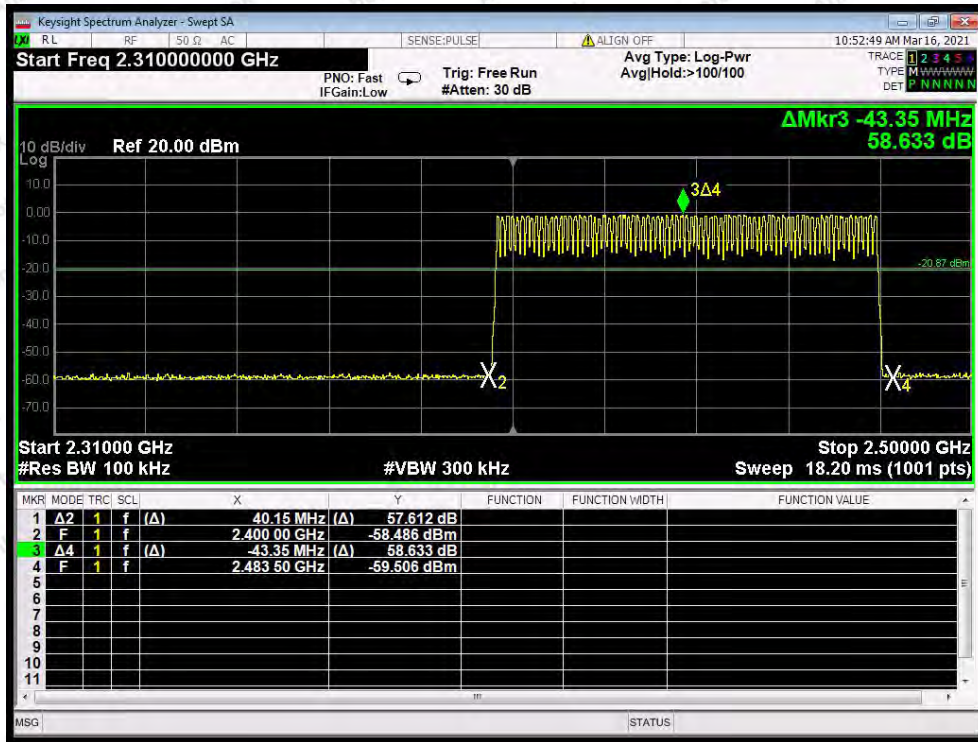 Keysight Spectrum Analyzer - Swept SA
LXI RL RF 50 Ω AC SENSE:PULSE ALIGN OFF 10:52:49 AM Mar 16, 2021
Start Freq 2.310000000 GHz
PNO: Fast
IFGain:Low
Trig: Free Run
#Atten: 30 dB
Avg Type: Log-Pwr
Avg|Hold:>100/100
TRACE 1 2 3 4 5 6
TYPE M WWWWW
DET P N N N N N
ΔMkr3 -43.35 MHz
58.633 dB
10 dB/div Ref 20.00 dBm
Log
10.0
0.00
-10.0
-20.0
-30.0
-40.0
-50.0
-60.0
-70.0
3Δ4
-20.87 dBm
2
4
Start 2.31000 GHz Stop 2.50000 GHz
#Res BW 100 kHz #VBW 300 kHz Sweep 18.20 ms (1001 pts)
MKR MODE TRC SCL X Y FUNCTION FUNCTION WIDTH FUNCTION VALUE
1 Δ2 1 f (Δ) 40.15 MHz (Δ) 57.612 dB
2 F 1 f 2.400 00 GHz -58.486 dBm
3 Δ4 1 f (Δ) -43.35 MHz (Δ) 58.633 dB
4 F 1 f 2.483 50 GHz -59.506 dBm
5
6
7
8
9
10
11
MSG STATUS